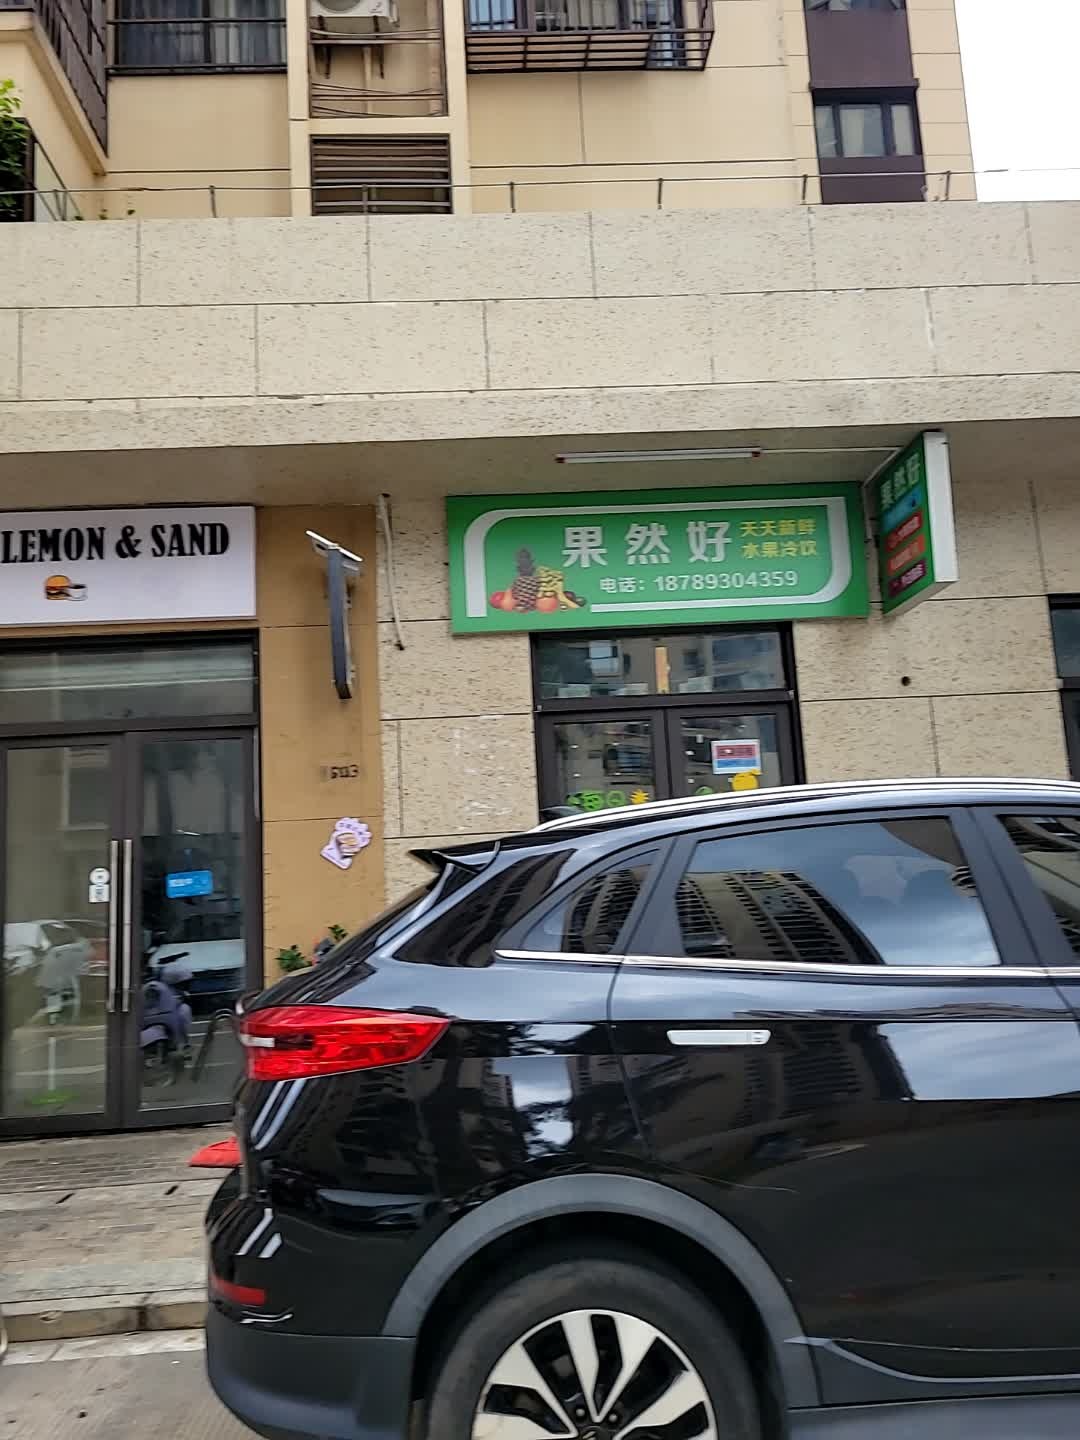 LEMON & SAND
果然好
天天新鲜
水果冷饮
电话：18789304359
果然好